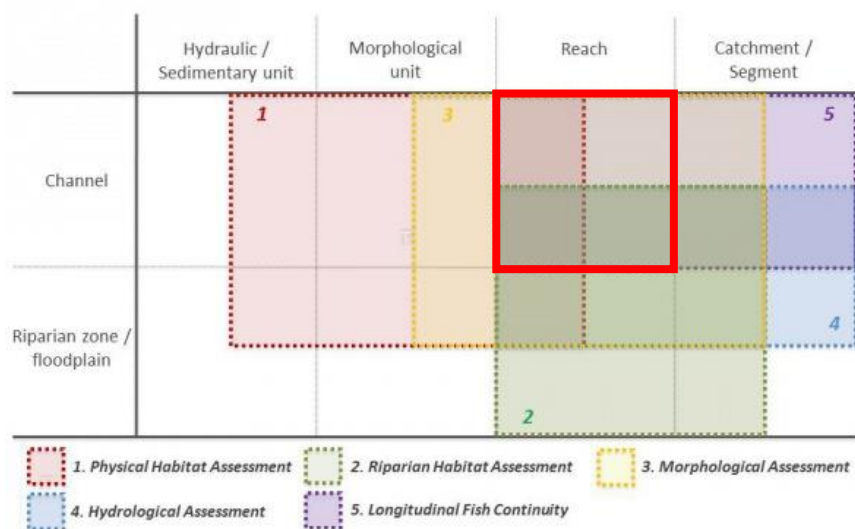 Hydraulic /
Sedimentary unit
Morphological
unit
Reach
Catchment /
Segment
1
3
5
Channel
Riparian zone /
floodplain
4
2
1. Physical Habitat Assessment
2. Riparian Habitat Assessment
3. Morphological Assessment
4. Hydrological Assessment
5. Longitudinal Fish Continuity